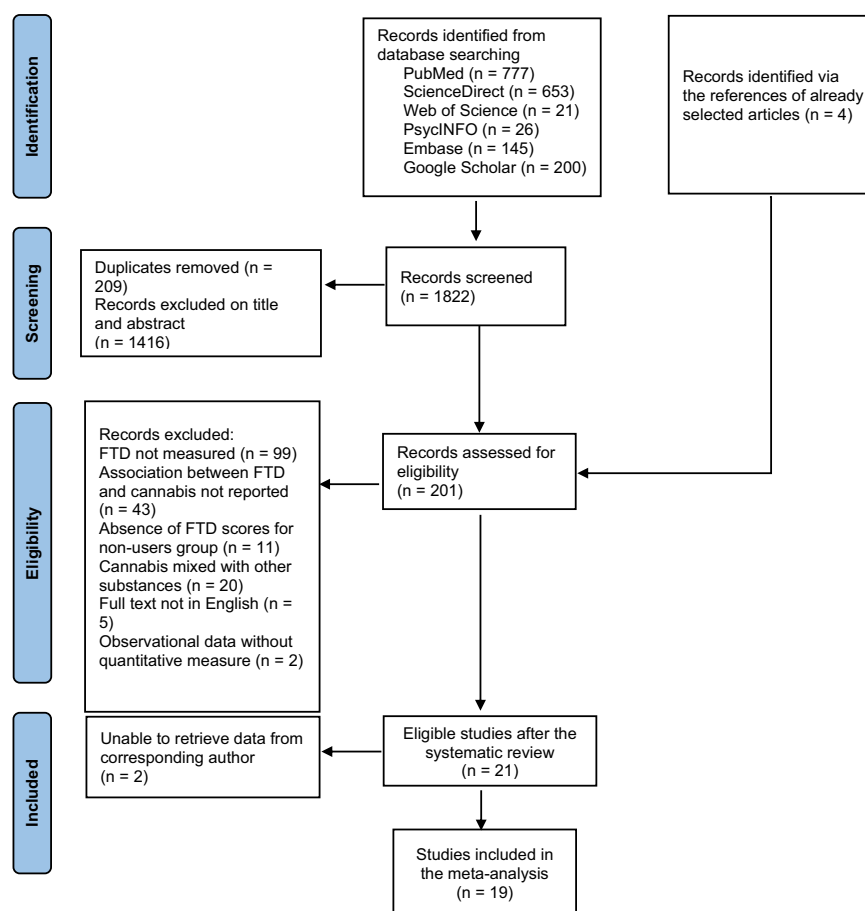 Identification
Records identified from
database searching
PubMed (n = 777)
ScienceDirect (n = 653)
Web of Science (n = 21)
PsycINFO (n = 26)
Embase (n = 145)
Google Scholar (n = 200)
Records identified via
the references of already
selected articles (n = 4)
Screening
Duplicates removed (n =
209)
Records excluded on title
and abstract
(n = 1416)
Records screened
(n = 1822)
Eligibility
Records excluded:
FTD not measured (n = 99)
Association between FTD
and cannabis not reported
(n = 43)
Absence of FTD scores for
non-users group (n = 11)
Cannabis mixed with other
substances (n = 20)
Full text not in English (n =
5)
Observational data without
quantitative measure (n = 2)
Records assessed for
eligibility
(n = 201)
Included
Unable to retrieve data from
corresponding author
(n = 2)
Eligible studies after the
systematic review
(n = 21)
Studies included in
the meta-analysis
(n = 19)